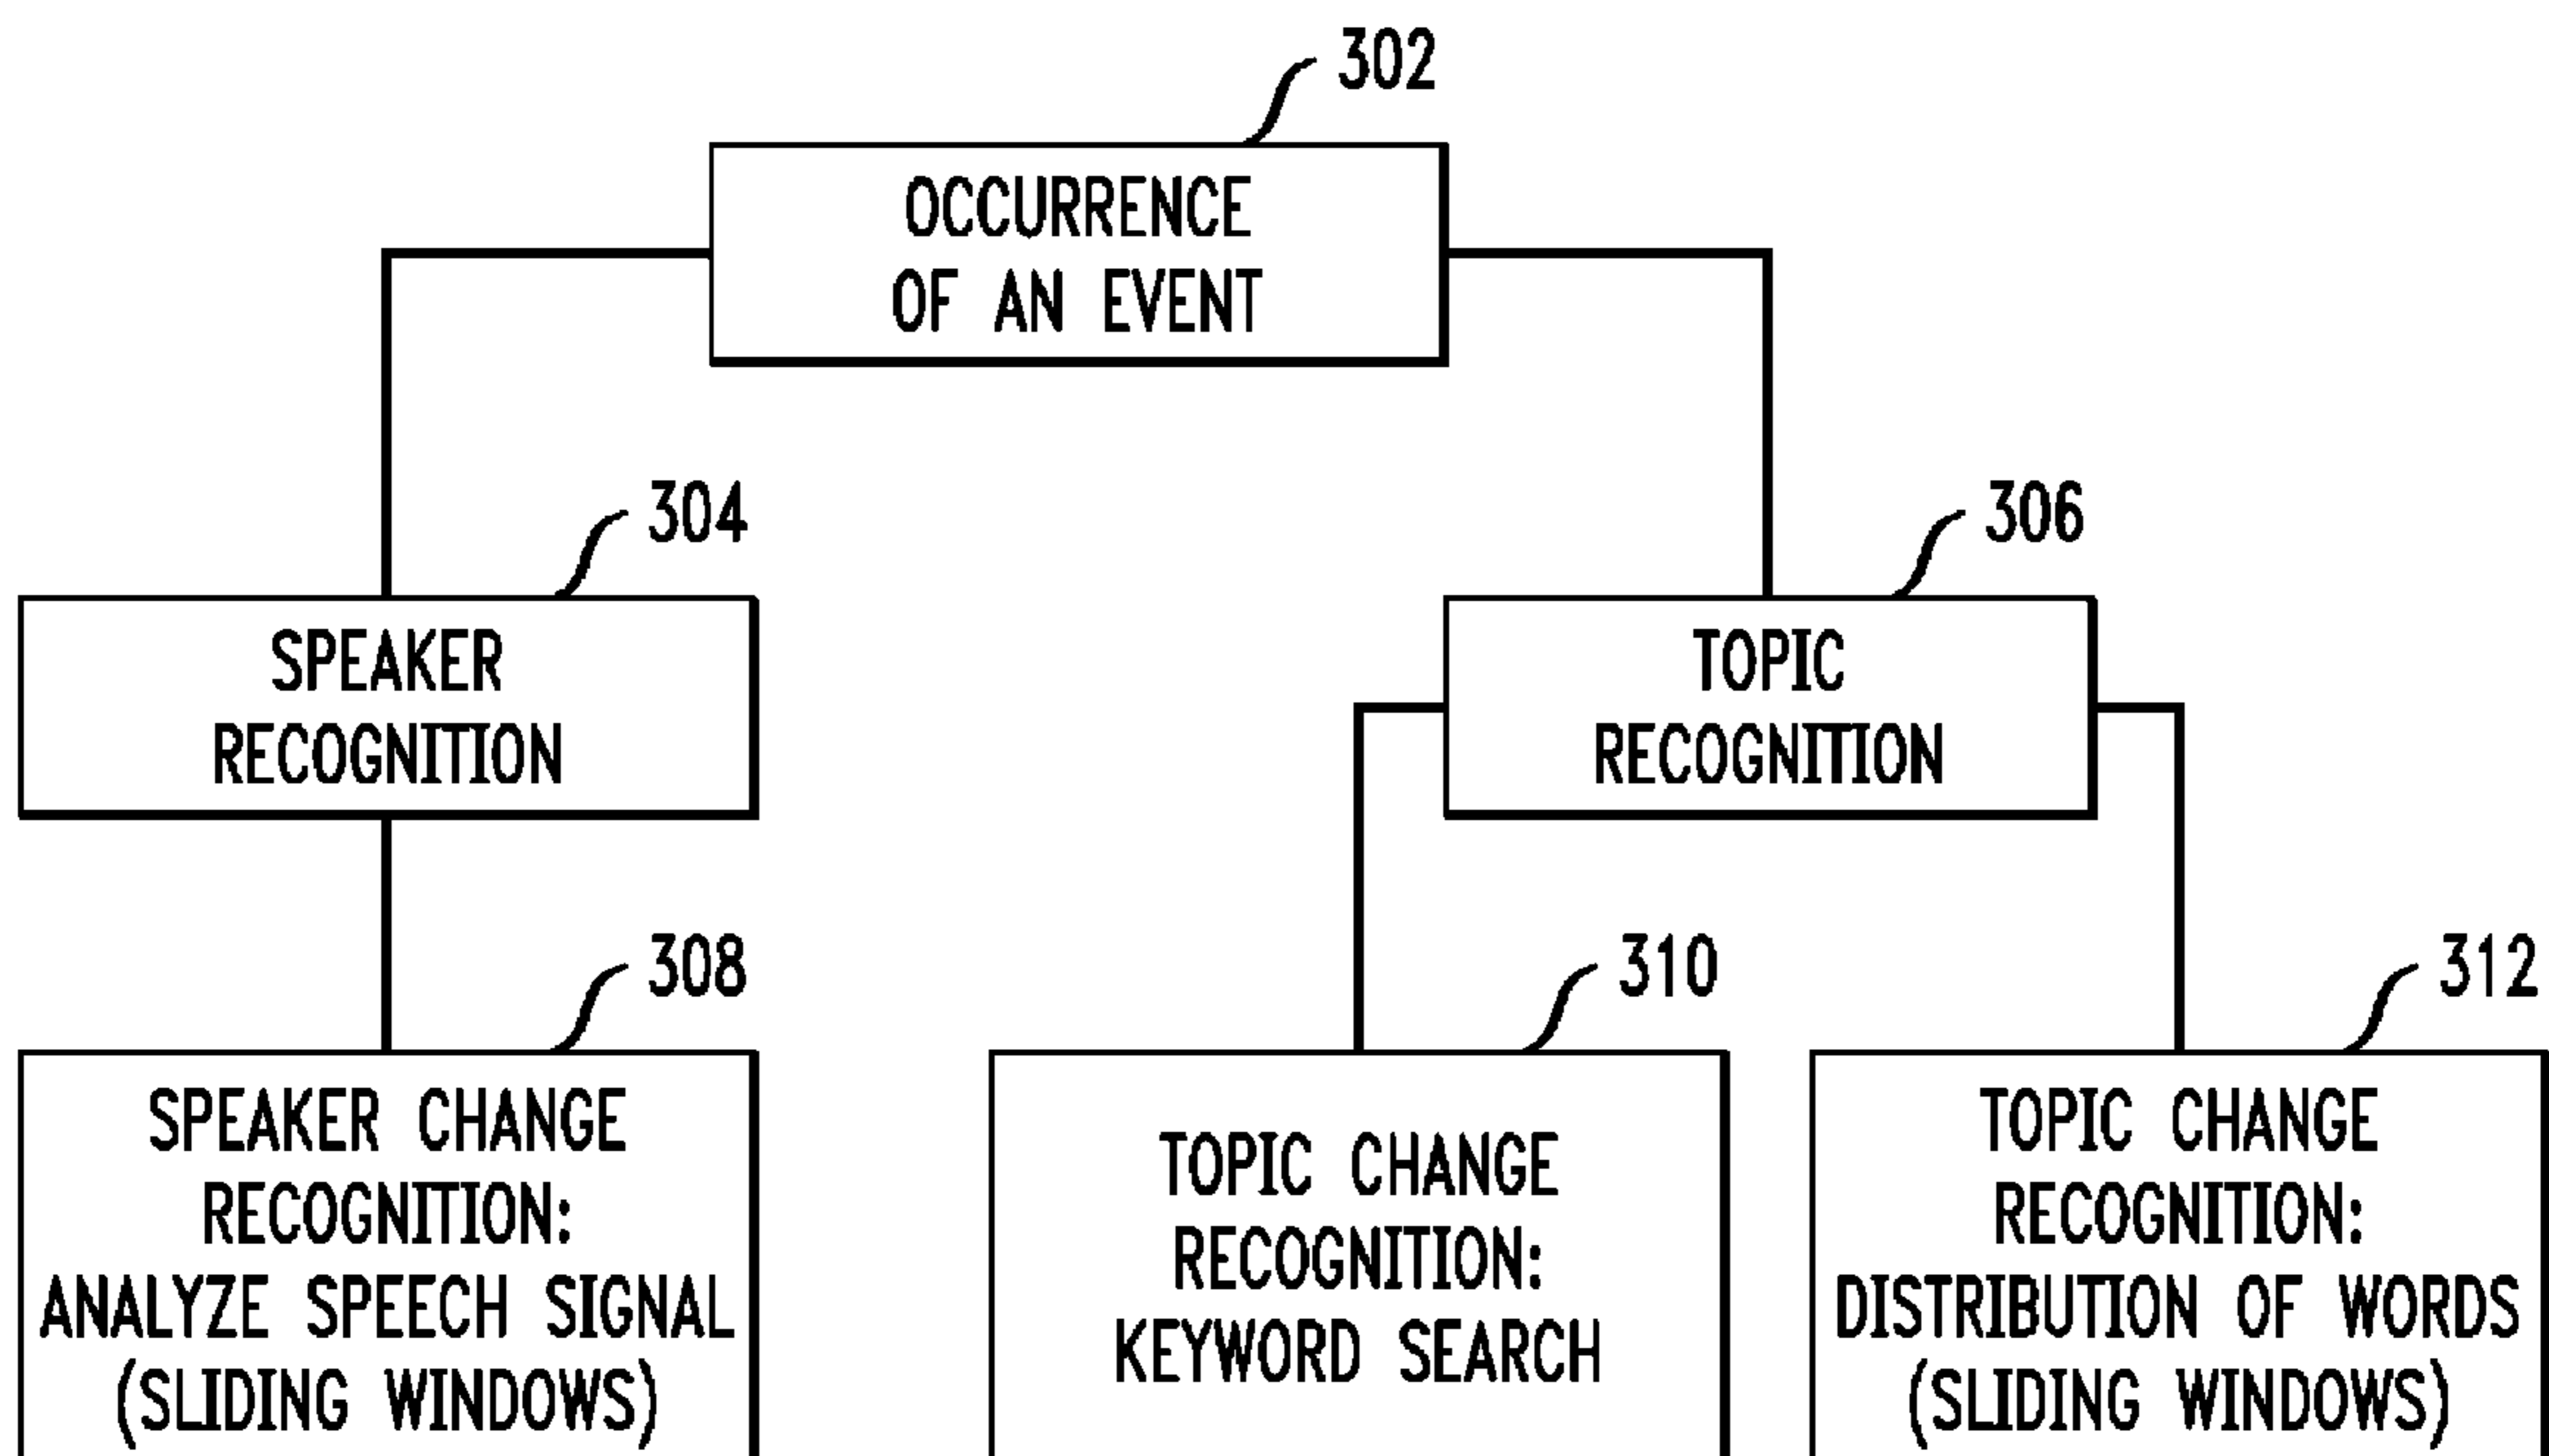 302
OCCURRENCE
OF AN EVENT
304
306
SPEAKER
RECOGNITION
TOPIC
RECOGNITION
308
310
312
SPEAKER CHANGE
RECOGNITION:
ANALYZE SPEECH SIGNAL
(SLIDING WINDOWS)
TOPIC CHANGE
RECOGNITION:
KEYWORD SEARCH
TOPIC CHANGE
RECOGNITION:
DISTRIBUTION OF WORDS
(SLIDING WINDOWS)